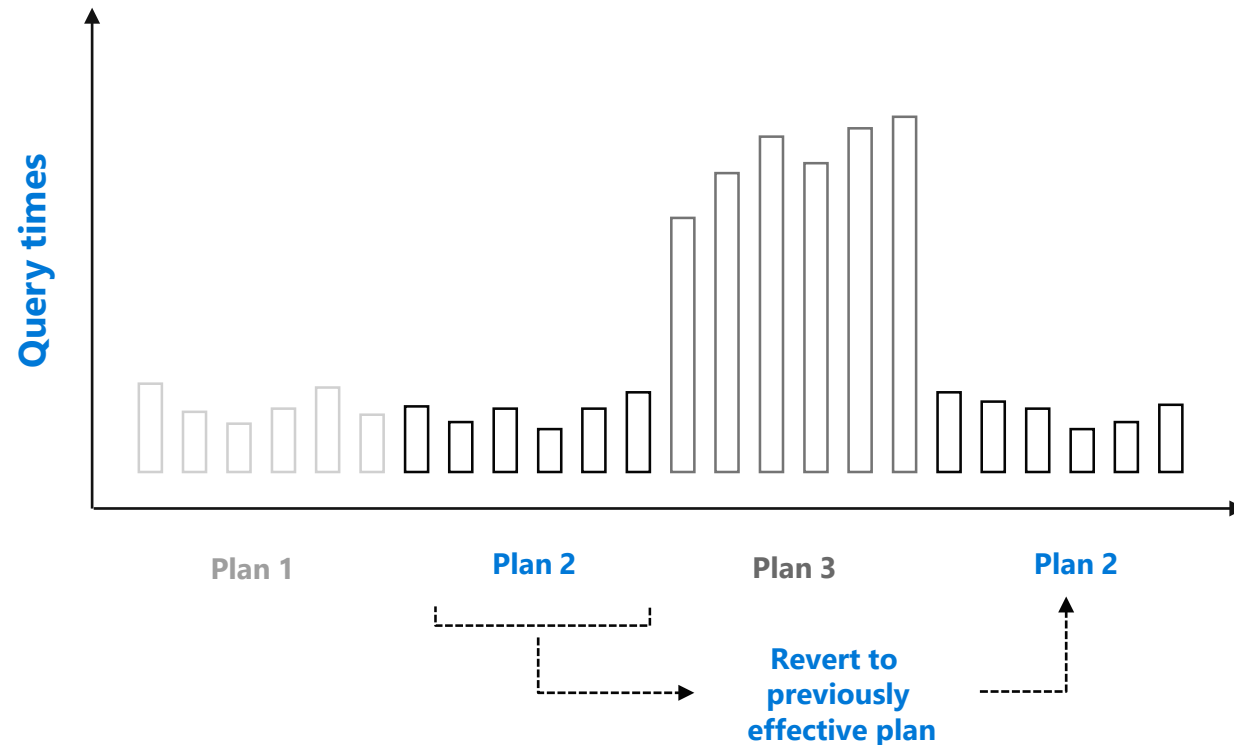 Query times
Plan 1
Plan 2
Plan 3
Plan 2
Revert to
previously
effective plan